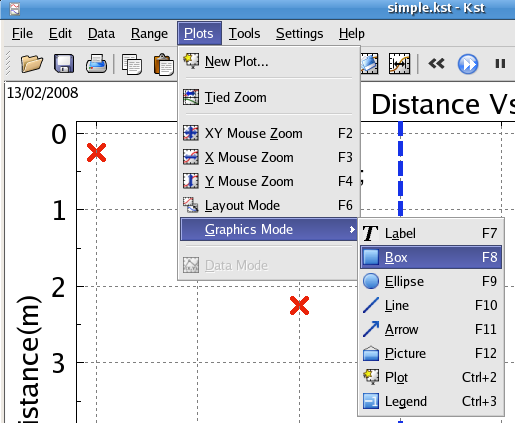 simple.kst - Kst
File Edit Data Range Plots Tools Settings Help
13/02/2008
New Plot...
Tied Zoom
XY Mouse Zoom F2
X Mouse Zoom F3
Y Mouse Zoom F4
Layout Mode F6
Graphics Mode
Data Mode
Label F7
Box F8
Ellipse F9
Line F10
Arrow F11
Picture F12
Plot Ctrl+2
Legend Ctrl+3
Distance Vs
0
1
2
3
istance(m)